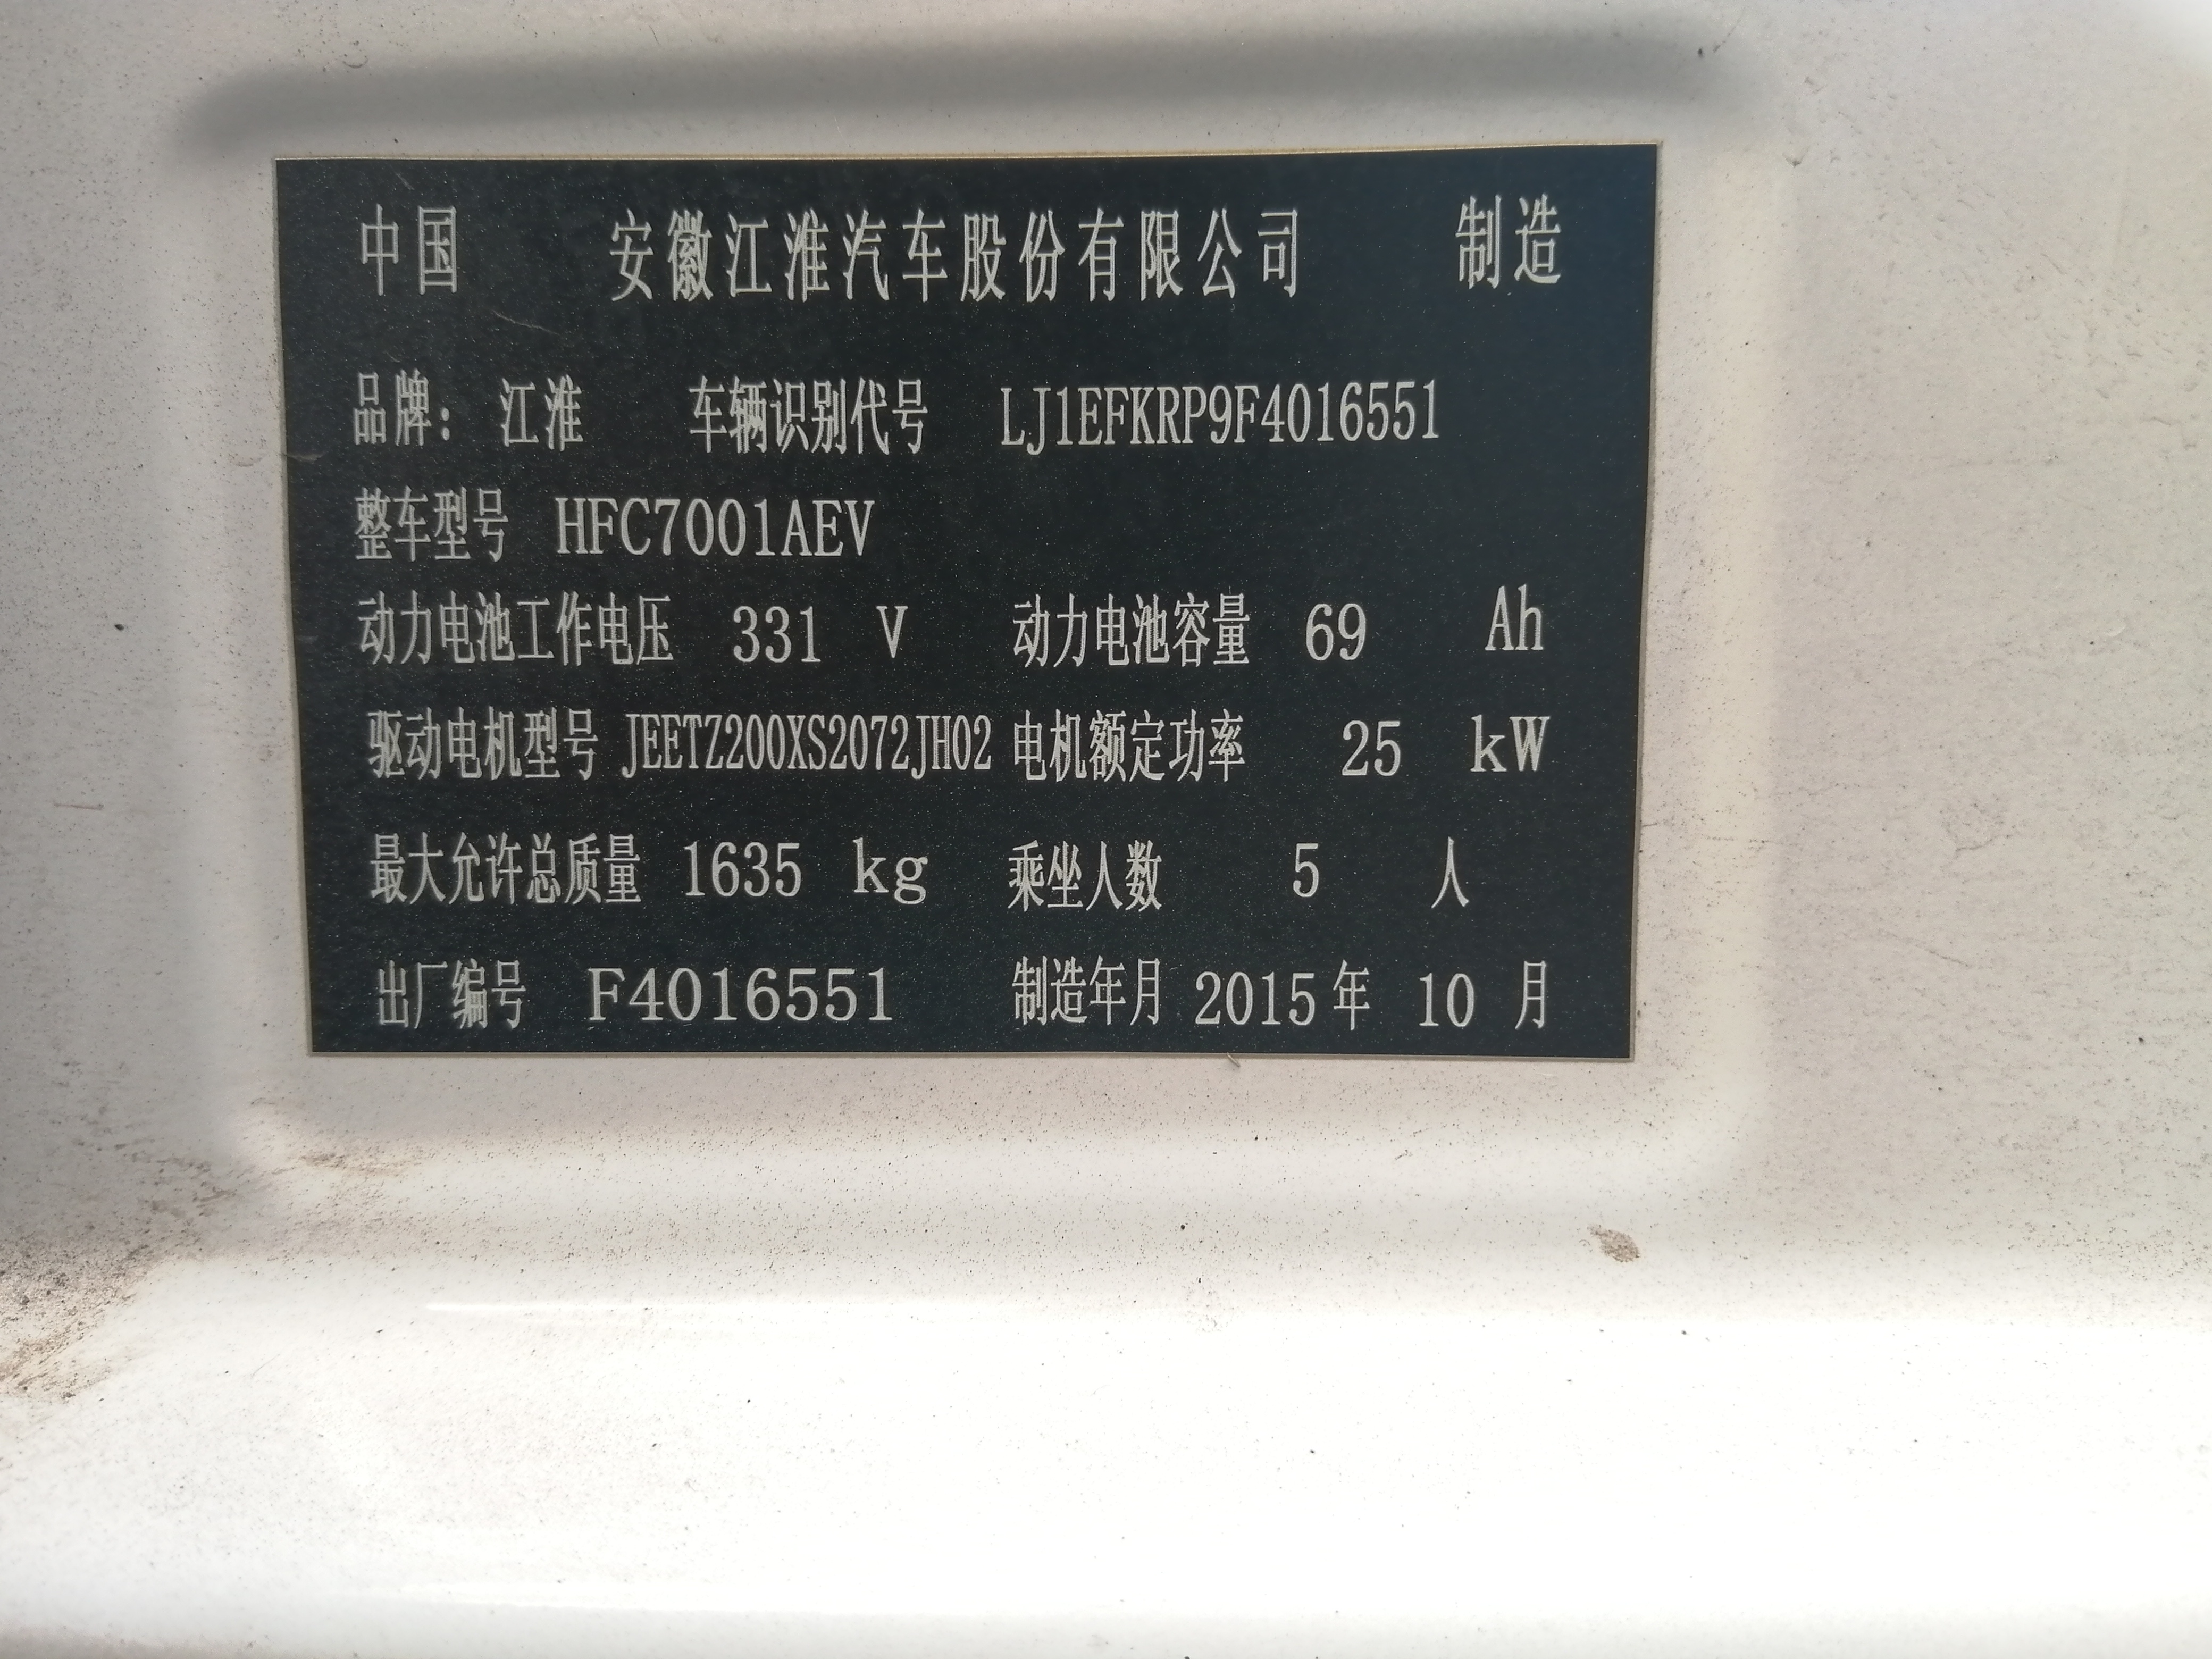 中国 安徽江淮汽车股份有限公司 制造
品牌: 江淮 车辆识别代号 LJ1EFKRP9F4016551
整车型号 HFC7001AEV
动力电池工作电压 331 V 动力电池容量 69 Ah
驱动电机型号 JEETZ200XS2072JH02 电机额定功率 25 kW
最大允许总质量 1635 kg 乘坐人数 5 人
出厂编号 F4016551 制造年月 2015年 10 月